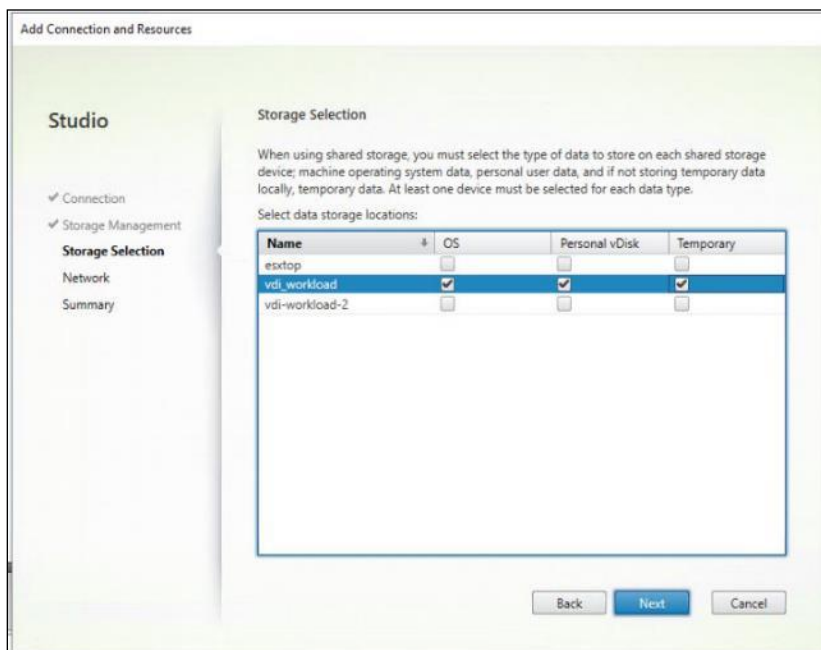 Add Connection and Resources
Studio
Connection
Storage Management
Storage Selection
Network
Summary
Storage Selection
When using shared storage, you must select the type of data to store on each shared storage
device; machine operating system data, personal user data, and if not storing temporary data
locally, temporary data. At least one device must be selected for each data type.
Select data storage locations:
Name OS Personal vDisk Temporary
esxtop
vdi_workload
vdi-workload-2
Back Next Cancel